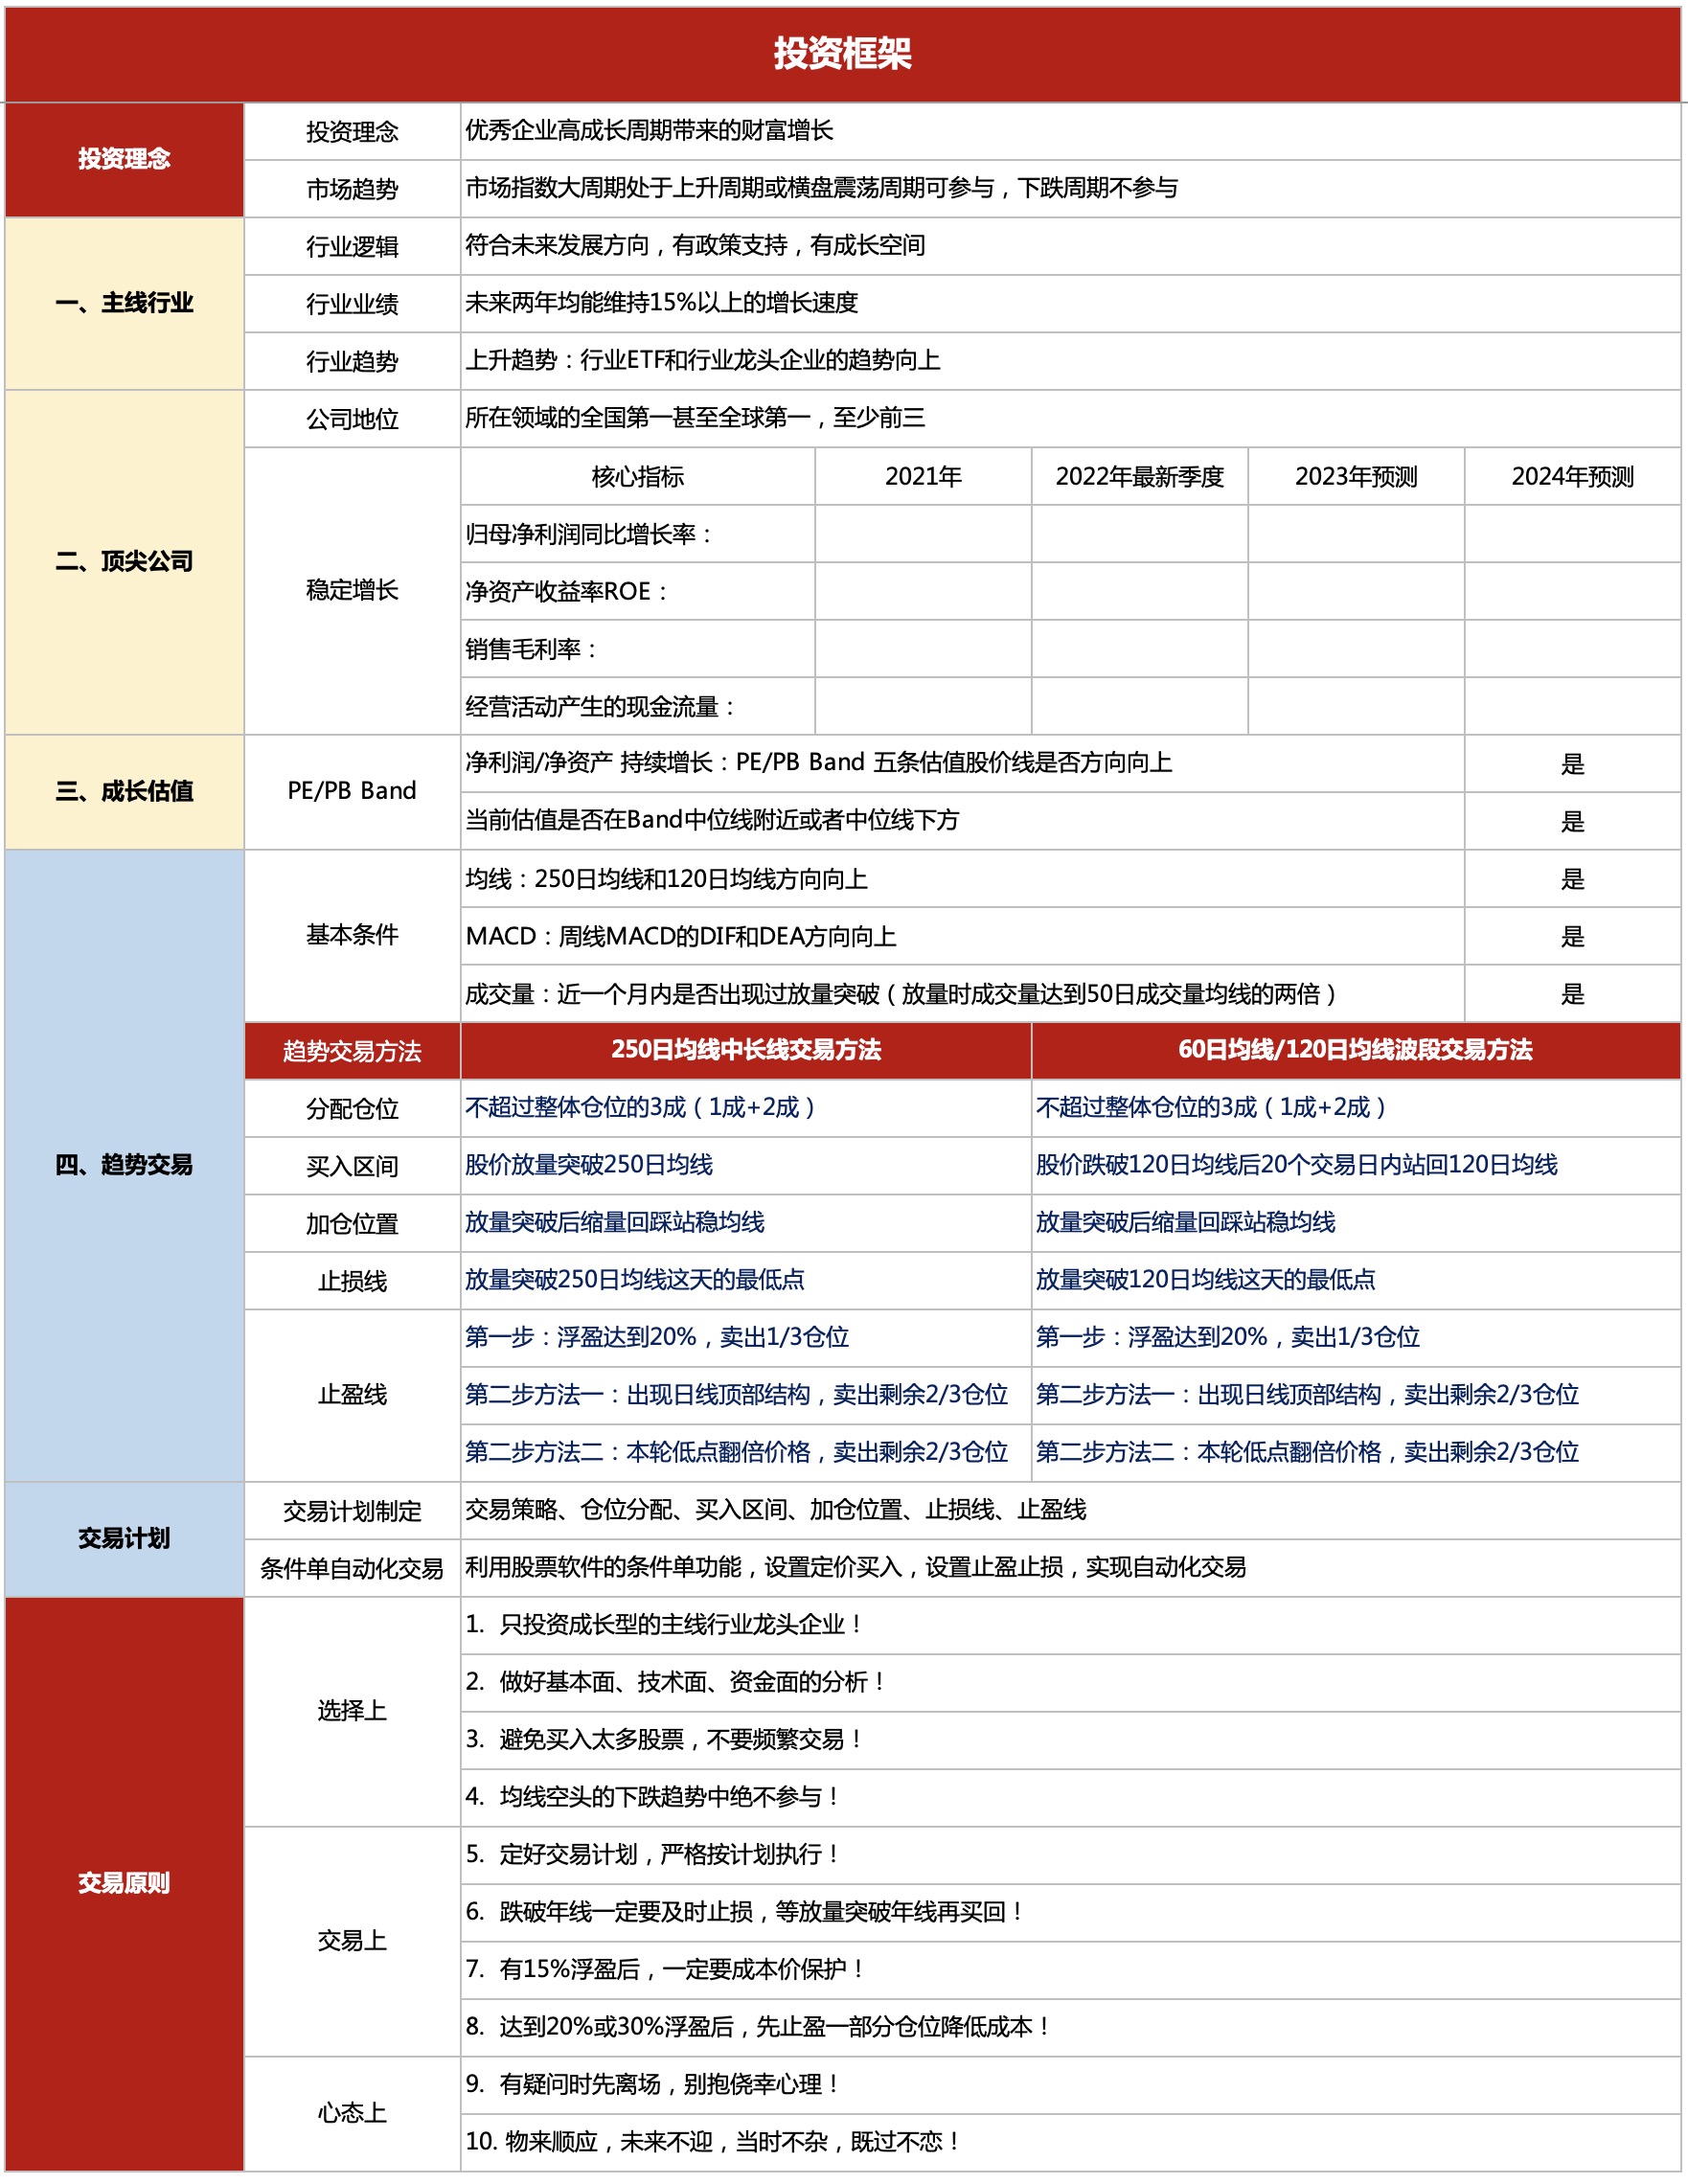 投资框架
投资理念
投资理念
优秀企业高成长周期带来的财富增长
市场趋势
市场指数大周期处于上升周期或横盘震荡周期可参与，下跌周期不参与
一、主线行业
行业逻辑
符合未来发展方向，有政策支持，有成长空间
行业业绩
未来两年均能维持15%以上的增长速度
行业趋势
上升趋势：行业ETF和行业龙头企业的趋势向上
二、顶尖公司
公司地位
所在领域的全国第一甚至全球第一，至少前三
稳定增长
核心指标
2021年
2022年最新季度
2023年预测
2024年预测
归母净利润同比增长率：
净资产收益率ROE：
销售毛利率：
经营活动产生的现金流量：
三、成长估值
PE/PB Band
净利润/净资产 持续增长：PE/PB Band 五条估值股价线是否方向向上
是
当前估值是否在Band中位线附近或者中位线下方
是
四、趋势交易
基本条件
均线：250日均线和120日均线方向向上
是
MACD：周线MACD的DIF和DEA方向向上
是
成交量：近一个月内是否出现过放量突破（放量时成交量达到50日成交量均线的两倍）
是
趋势交易方法
250日均线中长线交易方法
60日均线/120日均线波段交易方法
分配仓位
不超过整体仓位的3成（1成+2成）
不超过整体仓位的3成（1成+2成）
买入区间
股价放量突破250日均线
股价跌破120日均线后20个交易日内站回120日均线
加仓位置
放量突破后缩量回踩站稳均线
放量突破后缩量回踩站稳均线
止损线
放量突破250日均线这天的最低点
放量突破120日均线这天的最低点
止盈线
第一步：浮盈达到20%，卖出1/3仓位
第一步：浮盈达到20%，卖出1/3仓位
第二步方法一：出现日线顶部结构，卖出剩余2/3仓位
第二步方法一：出现日线顶部结构，卖出剩余2/3仓位
第二步方法二：本轮低点翻倍价格，卖出剩余2/3仓位
第二步方法二：本轮低点翻倍价格，卖出剩余2/3仓位
交易计划
交易计划制定
交易策略、仓位分配、买入区间、加仓位置、止损线、止盈线
条件单自动化交易
利用股票软件的条件单功能，设置定价买入，设置止盈止损，实现自动化交易
交易原则
选择上
1. 只投资成长型的主线行业龙头企业！
2. 做好基本面、技术面、资金面的分析！
3. 避免买入太多股票，不要频繁交易！
4. 均线空头的下跌趋势中绝不参与！
交易上
5. 定好交易计划，严格按计划执行！
6. 跌破年线一定要及时止损，等放量突破年线再买回！
7. 有15%浮盈后，一定要成本价保护！
8. 达到20%或30%浮盈后，先止盈一部分仓位降低成本！
心态上
9. 有疑问时先离场，别抱侥幸心理！
10. 物来顺应，未来不迎，当时不杂，既过不恋！